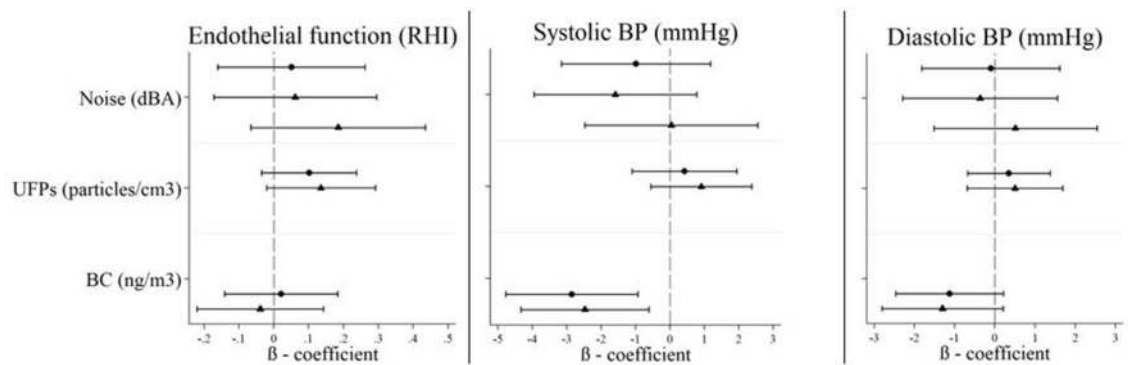 Endothelial function (RHI)
Systolic BP (mmHg)
Diastolic BP (mmHg)
Noise (dBA)
UFPs (particles/cm3)
BC (ng/m3)
-.2 -.1 0 .1 .2 .3 .4 .5
-5 -4 -3 -2 -1 0 1 2 3
-3 -2 -1 0 1 2 3
ß - coefficient
ß - coefficient
ß - coefficient